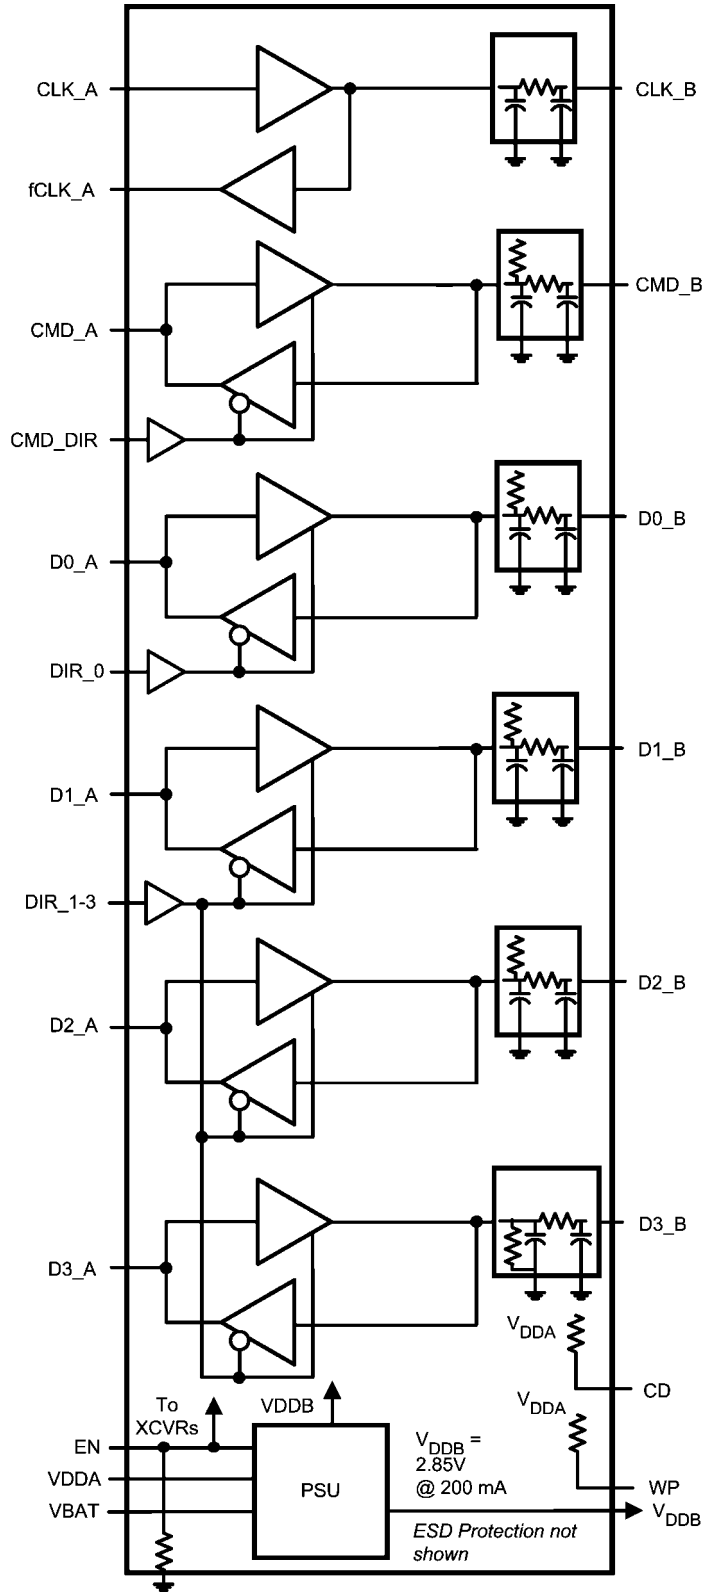 CLK_A
CLK_B
fCLK_A
CMD_B
CMD_A
CMD_DIR
D0_B
D0_A
DIR_0
D1_B
D1_A
DIR_1-3
D2_B
D2_A
D3_B
D3_A
VDDA
CD
To
XCVRs
VDDB
VDDA
EN
VDDB =
2.85V
@ 200 mA
VDDA
PSU
WP
VBAT
VDDB
ESD Protection not
shown